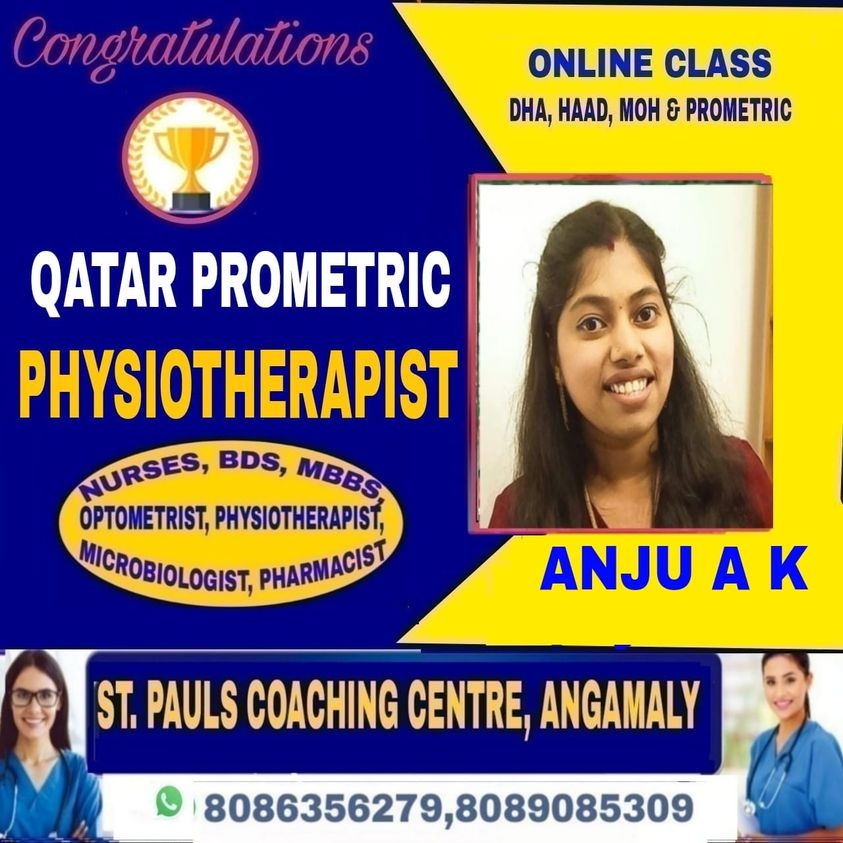 Congratulations
ONLINE CLASS
DHA, HAAD, MOH & PROMETRIC
QATAR PROMETRIC
PHYSIOTHERAPIST
NURSES, BDS, MBBS,
OPTOMETRIST, PHYSIOTHERAPIST,
MICROBIOLOGIST, PHARMACIST
ANJU A K
ST. PAULS COACHING CENTRE, ANGAMALY
8086356279,8089085309